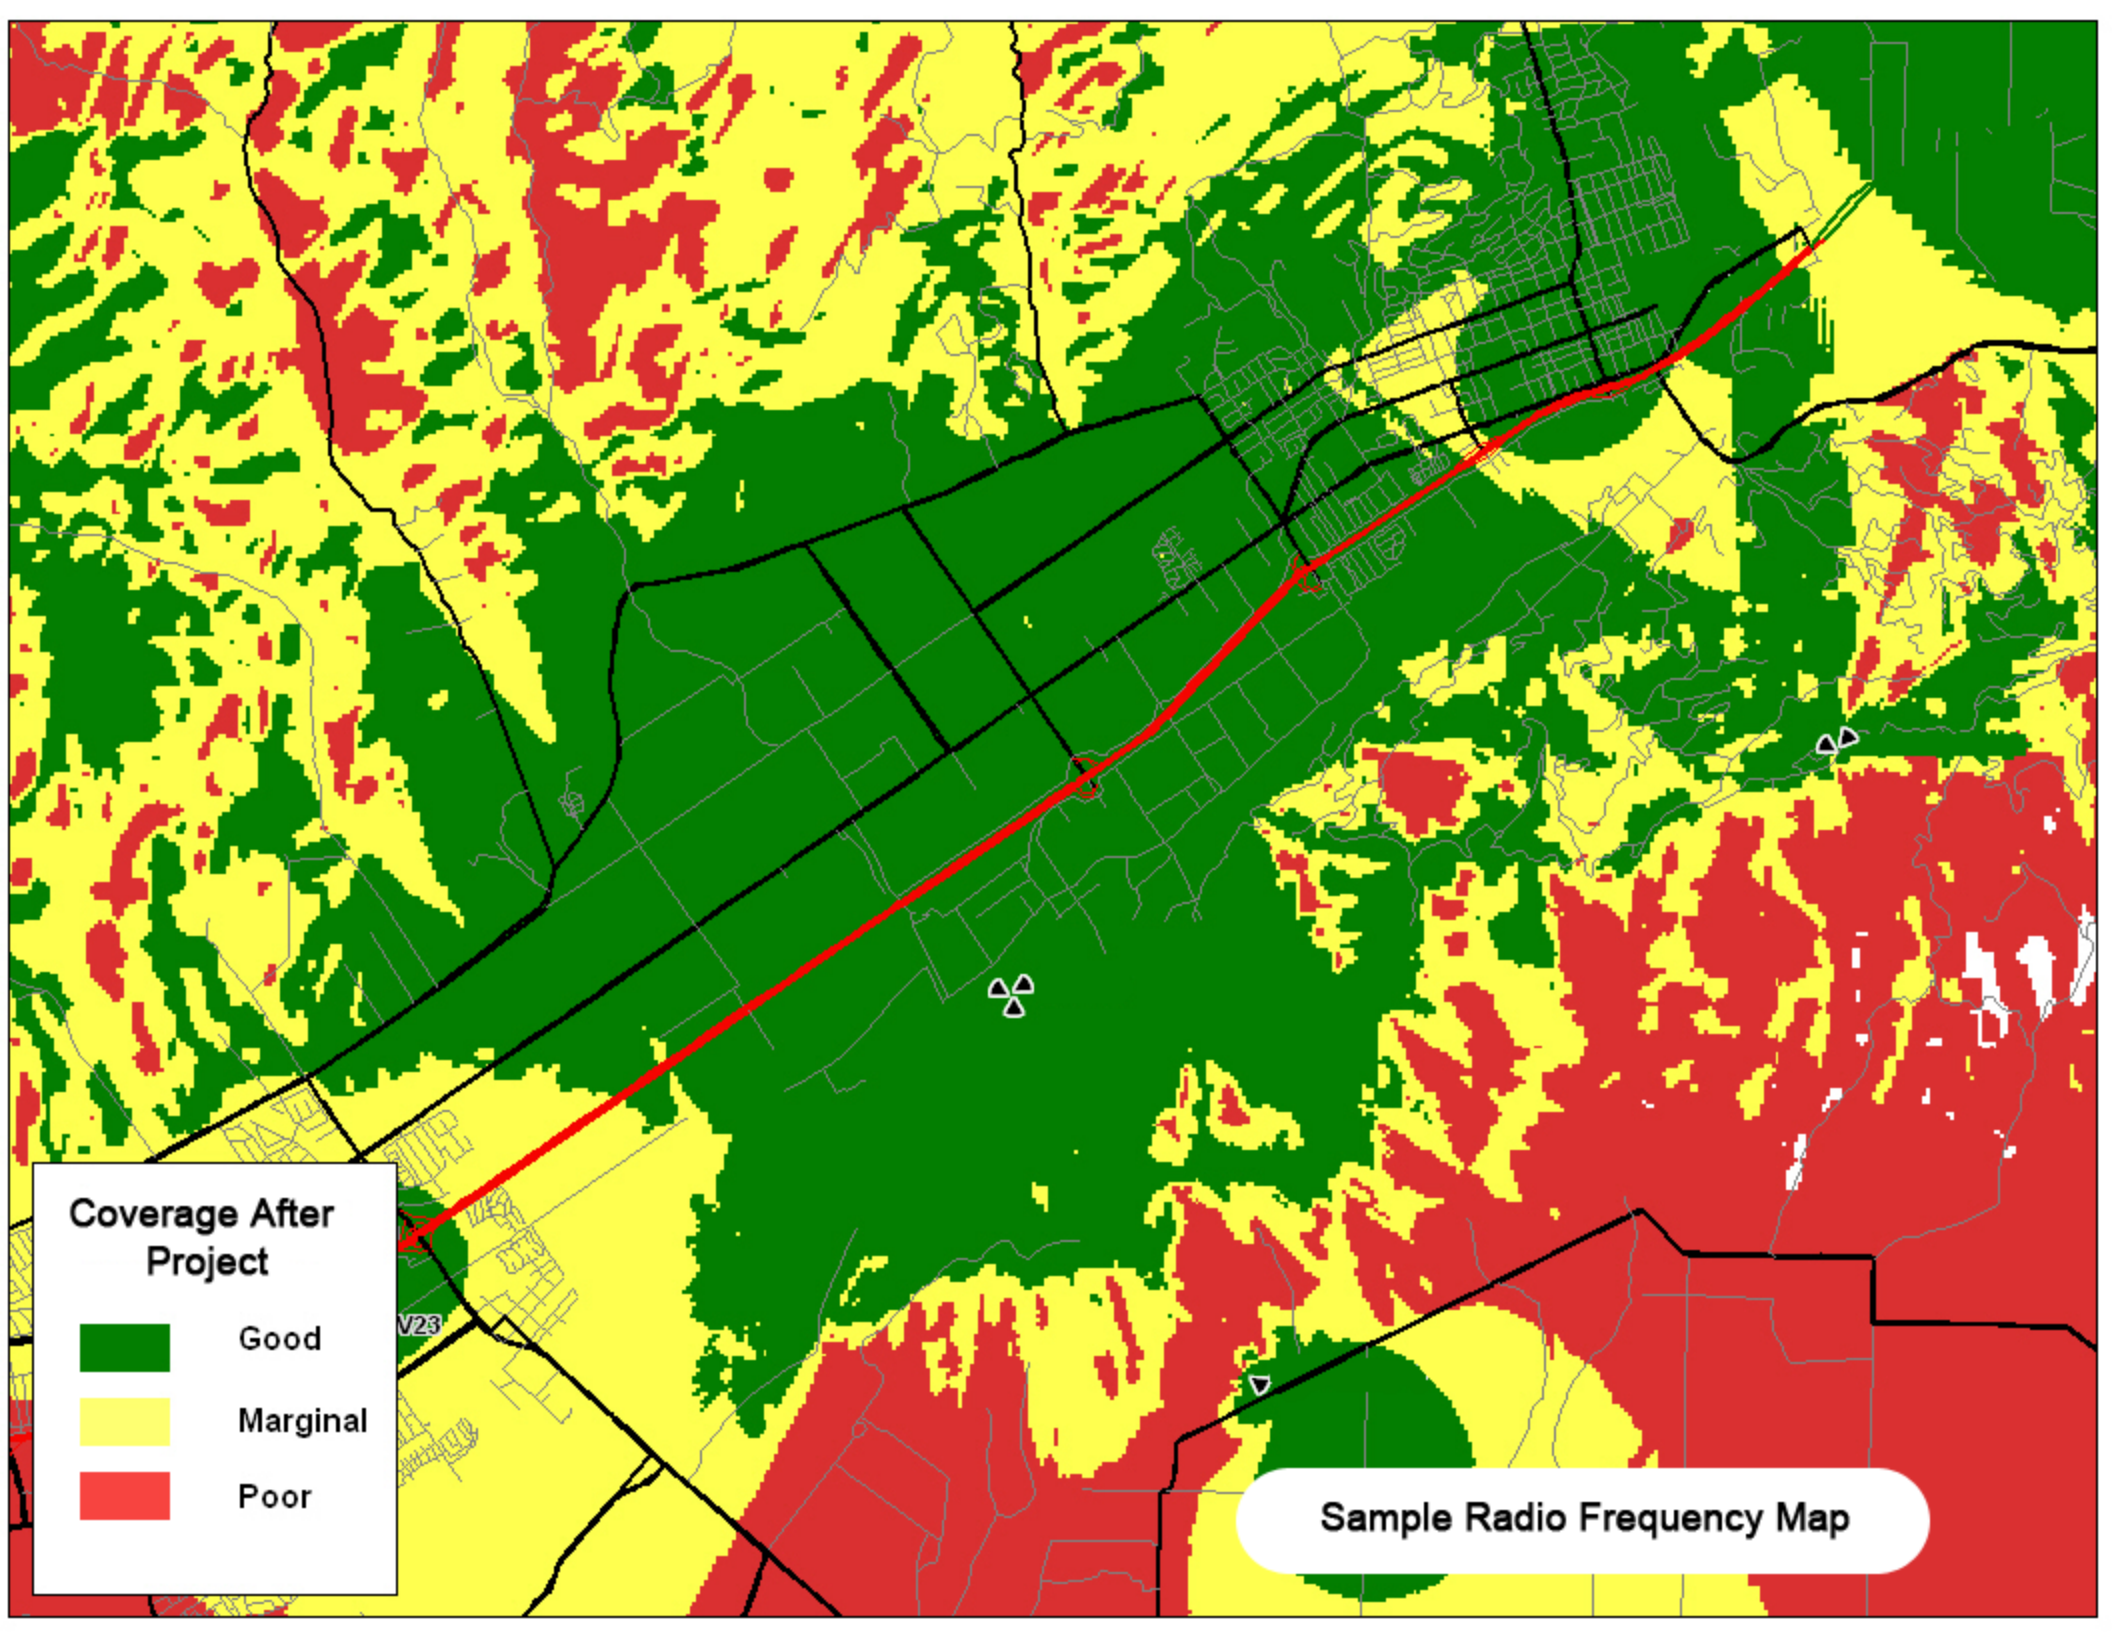 Coverage After
Project
Good
Marginal
Poor
V23
Sample Radio Frequency Map